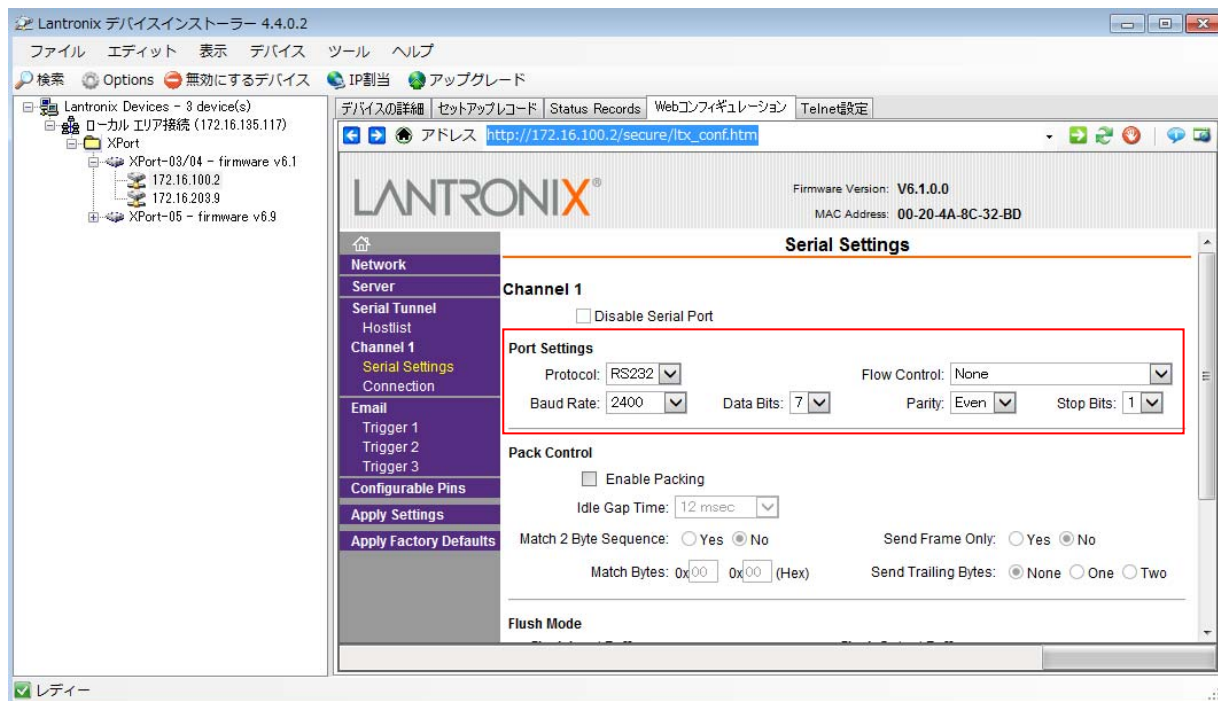 Lantronix デバイスインストーラー 4.4.0.2
ファイル エディット 表示 デバイス ツール ヘルプ
検索 Options 無効にするデバイス IP割当 アップグレード
Lantronix Devices - 3 device(s)
ローカル エリア接続 (172.16.135.117)
XPort
XPort-03/04 - firmware v6.1
172.16.100.2
172.16.203.9
XPort-05 - firmware v6.9
デバイスの詳細 セットアップレコード Status Records Webコンフィギュレーション Telnet設定
アドレス http://172.16.100.2/secure/ltx_conf.htm
LANTRONIX®
Firmware Version: V6.1.0.0
MAC Address: 00-20-4A-8C-32-BD
Network
Server
Serial Tunnel
Hostlist
Channel 1
Serial Settings
Connection
Email
Trigger 1
Trigger 2
Trigger 3
Configurable Pins
Apply Settings
Apply Factory Defaults
Serial Settings
Channel 1
Disable Serial Port
Port Settings
Protocol: RS232 Flow Control: None
Baud Rate: 2400 Data Bits: 7 Parity: Even Stop Bits: 1
Pack Control
Enable Packing
Idle Gap Time: 12 msec
Match 2 Byte Sequence: Yes No Send Frame Only: Yes No
Match Bytes: 0x00 0x00 (Hex) Send Trailing Bytes: None One Two
Flush Mode
レディー